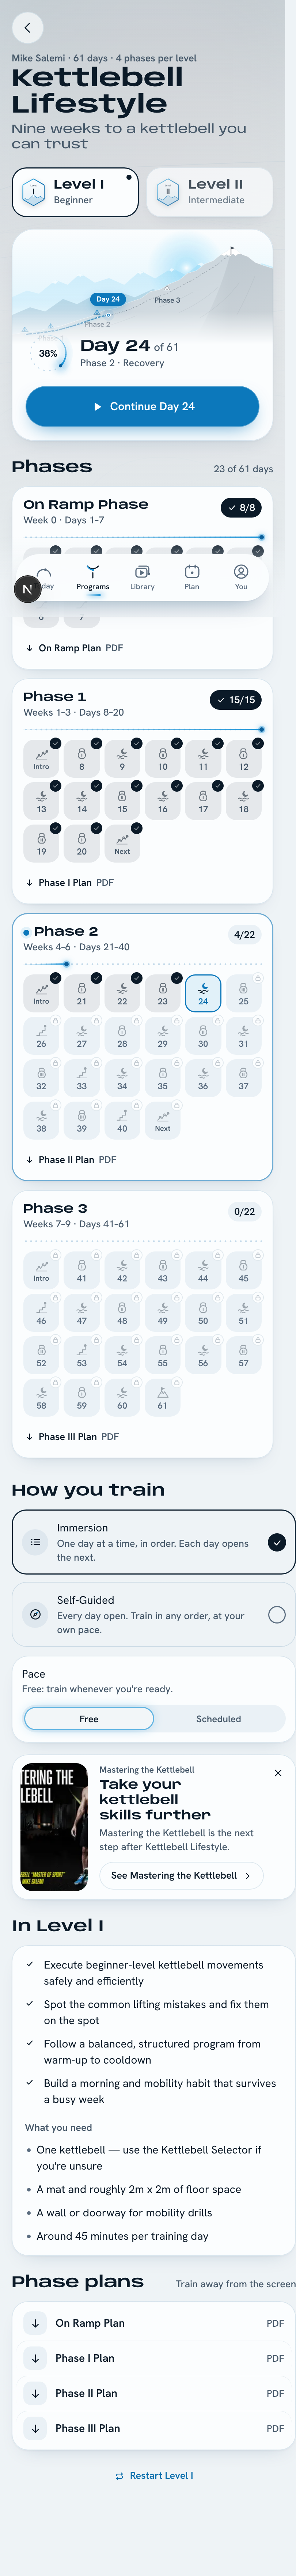 Mike Salemi · 61 days · 4 phases per level
Kettlebell
Lifestyle
Nine weeks to a kettlebell you
can trust
Level I
Beginner
Level II
Intermediate
Day 24
Phase 3
Phase 2
38%
Day 24 of 61
Phase 2 · Recovery
Continue Day 24
Phases
23 of 61 days
On Ramp Phase
8/8
Week 0 · Days 1–7
N
day
Programs
Library
Plan
You
On Ramp Plan PDF
Phase 1
15/15
Weeks 1–3 · Days 8–20
Intro 8 9 10 11 12
13 14 15 16 17 18
19 20 Next
Phase I Plan PDF
Phase 2
4/22
Weeks 4–6 · Days 21–40
Intro 21 22 23 24 25
26 27 28 29 30 31
32 33 34 35 36 37
38 39 40 Next
Phase II Plan PDF
Phase 3
0/22
Weeks 7–9 · Days 41–61
Intro 41 42 43 44 45
46 47 48 49 50 51
52 53 54 55 56 57
58 59 60 61
Phase III Plan PDF
How you train
Immersion
One day at a time, in order. Each day opens
the next.
Self-Guided
Every day open. Train in any order, at your
own pace.
Pace
Free: train whenever you're ready.
Free
Scheduled
TERING THE
LEBELL
BELL "MASTER OF SPORT"
MIKE SALEMI
Mastering the Kettlebell
Take your
kettlebell
skills further
Mastering the Kettlebell is the next
step after Kettlebell Lifestyle.
See Mastering the Kettlebell
In Level I
Execute beginner-level kettlebell movements
safely and efficiently
Spot the common lifting mistakes and fix them
on the spot
Follow a balanced, structured program from
warm-up to cooldown
Build a morning and mobility habit that survives
a busy week
What you need
• One kettlebell — use the Kettlebell Selector if
you're unsure
• A mat and roughly 2m x 2m of floor space
• A wall or doorway for mobility drills
• Around 45 minutes per training day
Phase plans
Train away from the screen
On Ramp Plan PDF
Phase I Plan PDF
Phase II Plan PDF
Phase III Plan PDF
Restart Level I